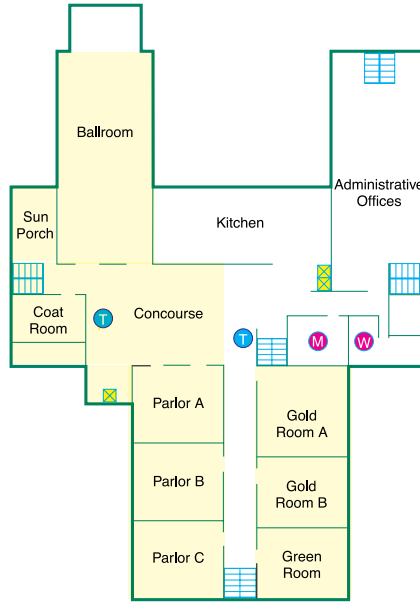 Ballroom
Administrative
Offices
Sun
Porch
Kitchen
Coat
Room
T
Concourse
T
M
W
Parlor A
Gold
Room A
Parlor B
Gold
Room B
Parlor C
Green
Room